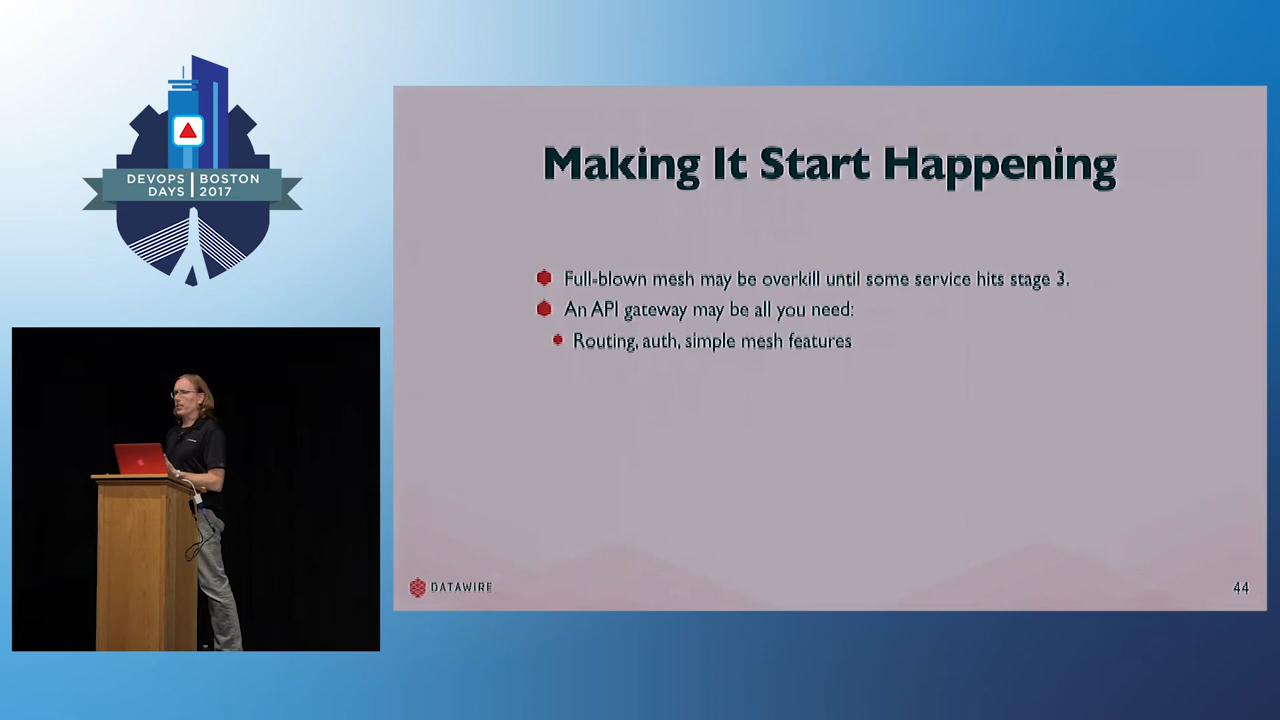 DEVOPS BOSTON
DAYS 2017
Making It Start Happening
Full-blown mesh may be overkill until some service hits stage 3.
An API gateway may be all you need:
Routing, auth, simple mesh features
DATAWIRE
44